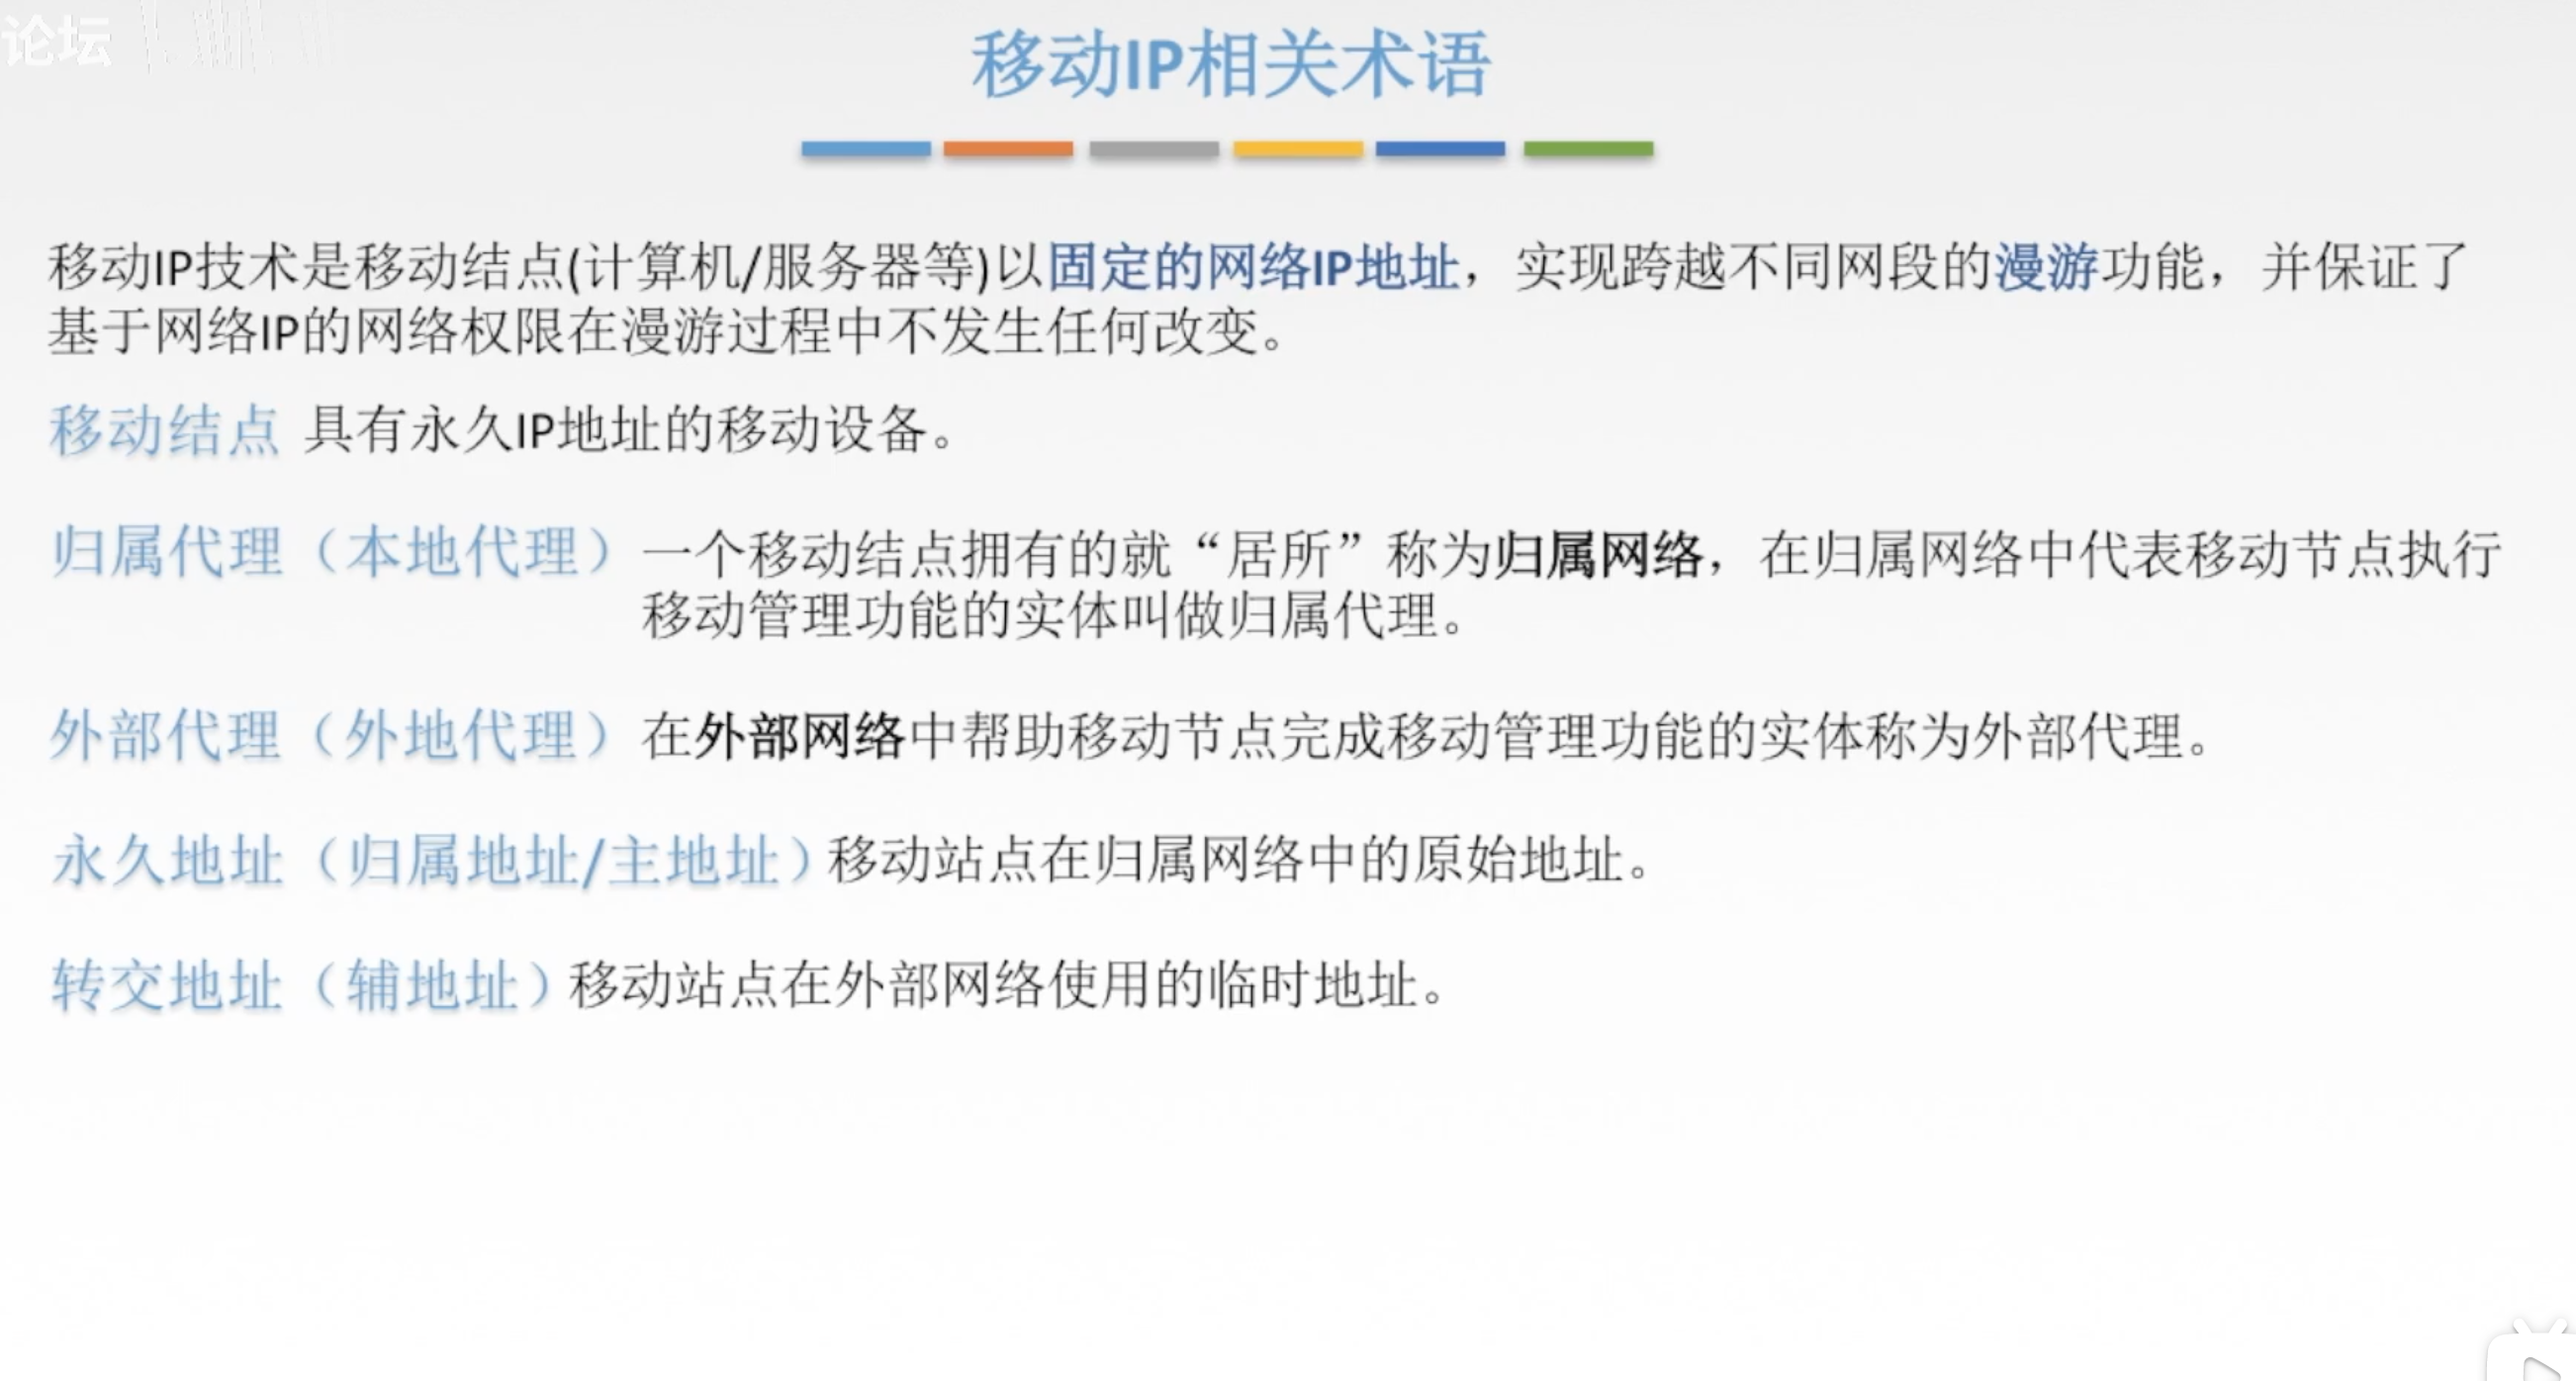 论坛
移动IP相关术语
移动IP技术是移动结点(计算机/服务器等)以固定的网络IP地址，实现跨越不同网段的漫游功能，并保证了
基于网络IP的网络权限在漫游过程中不发生任何改变。
移动结点 具有永久IP地址的移动设备。
归属代理（本地代理） 一个移动结点拥有的就“居所”称为归属网络，在归属网络中代表移动节点执行
移动管理功能的实体叫做归属代理。
外部代理（外地代理） 在外部网络中帮助移动节点完成移动管理功能的实体称为外部代理。
永久地址（归属地址/主地址）移动站点在归属网络中的原始地址。
转交地址（辅地址）移动站点在外部网络使用的临时地址。